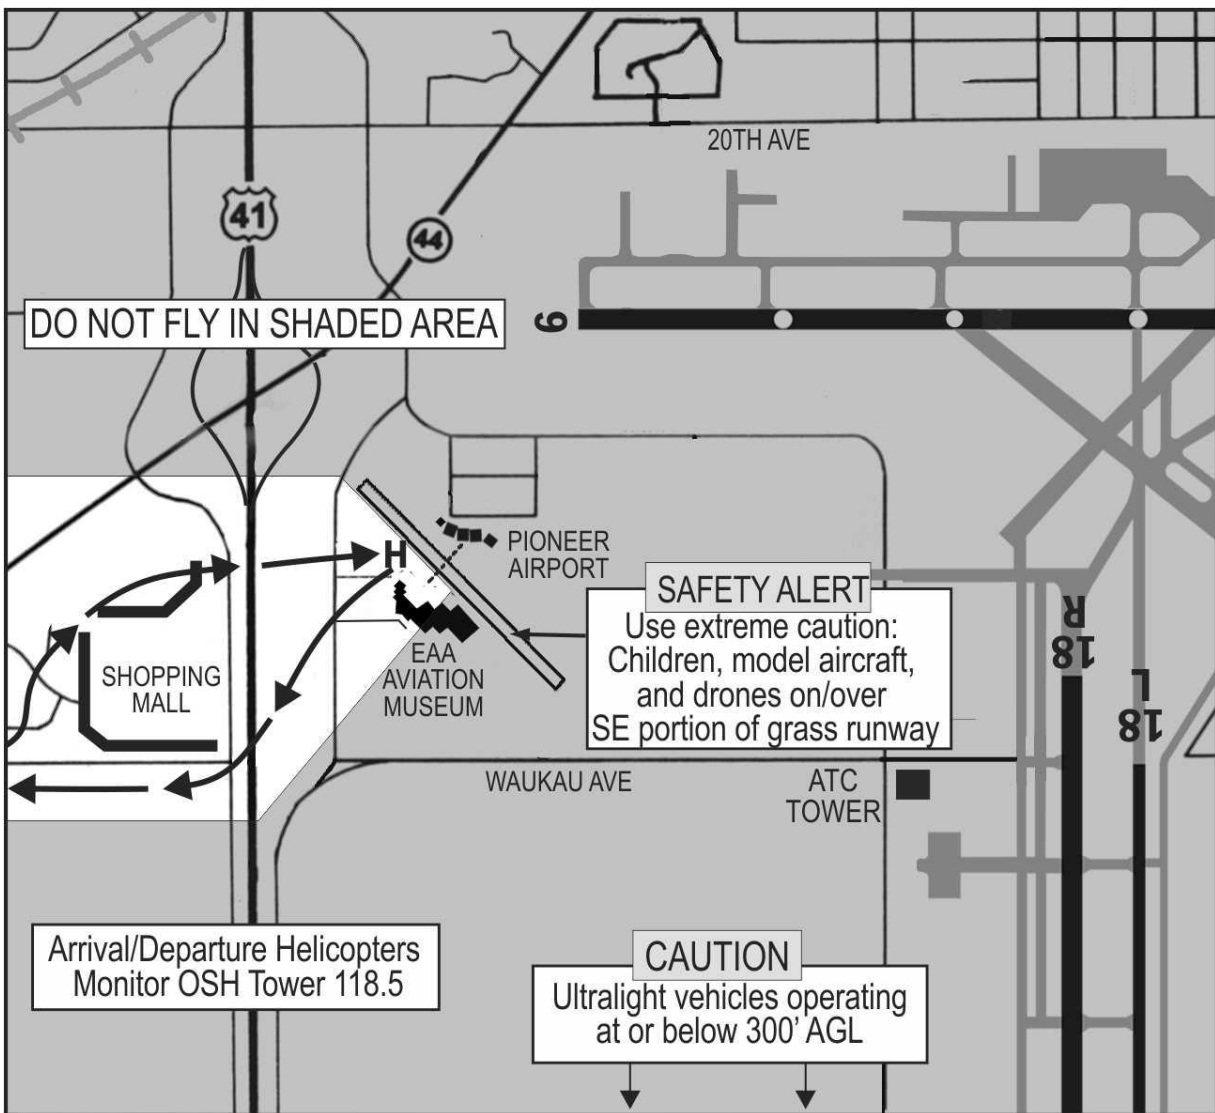 20TH AVE
41
44
DO NOT FLY IN SHADED AREA
9
H
PIONEER
AIRPORT
SAFETY ALERT
Use extreme caution:
Children, model aircraft,
and drones on/over
SE portion of grass runway
EAA
AVIATION
MUSEUM
SHOPPING
MALL
18
R
18
L
WAUKAU AVE
ATC
TOWER
Arrival/Departure Helicopters
Monitor OSH Tower 118.5
CAUTION
Ultralight vehicles operating
at or below 300' AGL